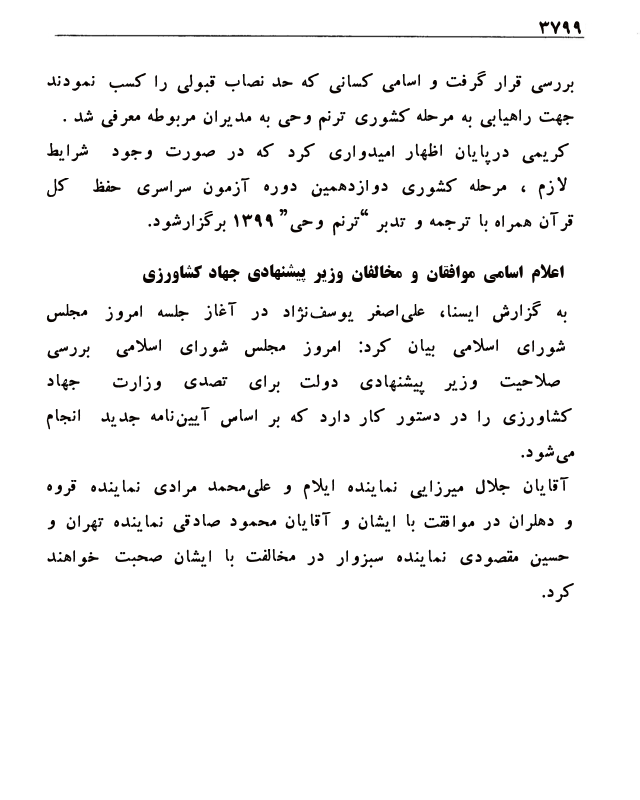 ۳۷۹۹
بررسی قرار گرفت و اسامی کسانی که حد نصاب قبولی را کسب نمودند
جهت راهیابی به مرحله کشوری ترنم وحی به مدیران مربوطه معرفی شد .
کریمی درپایان اظهار امیدواری کرد که در صورت وجود شرایط
لازم ، مرحله کشوری دوازدهمین دوره آزمون سراسری حفظ کل
قرآن همراه با ترجمه و تدبر “ترنم وحی” ۱۳۹۹ برگزارشود.
اعلام اسامی موافقان و مخالفان وزیر پیشنهادی جهاد کشاورزی
به گزارش ایسنا، علی‌اصغر یوسف‌نژاد در آغاز جلسه امروز مجلس
شورای اسلامی بیان کرد: امروز مجلس شورای اسلامی بررسی
صلاحیت وزیر پیشنهادی دولت برای تصدی وزارت جهاد
کشاورزی را در دستور کار دارد که بر اساس آیین‌نامه جدید انجام
می‌شود.
آقایان جلال میرزایی نماینده ایلام و علی‌محمد مرادی نماینده قروه
و دهلران در موافقت با ایشان و آقایان محمود صادقی نماینده تهران و
حسین مقصودی نماینده سبزوار در مخالفت با ایشان صحبت خواهند
کرد.